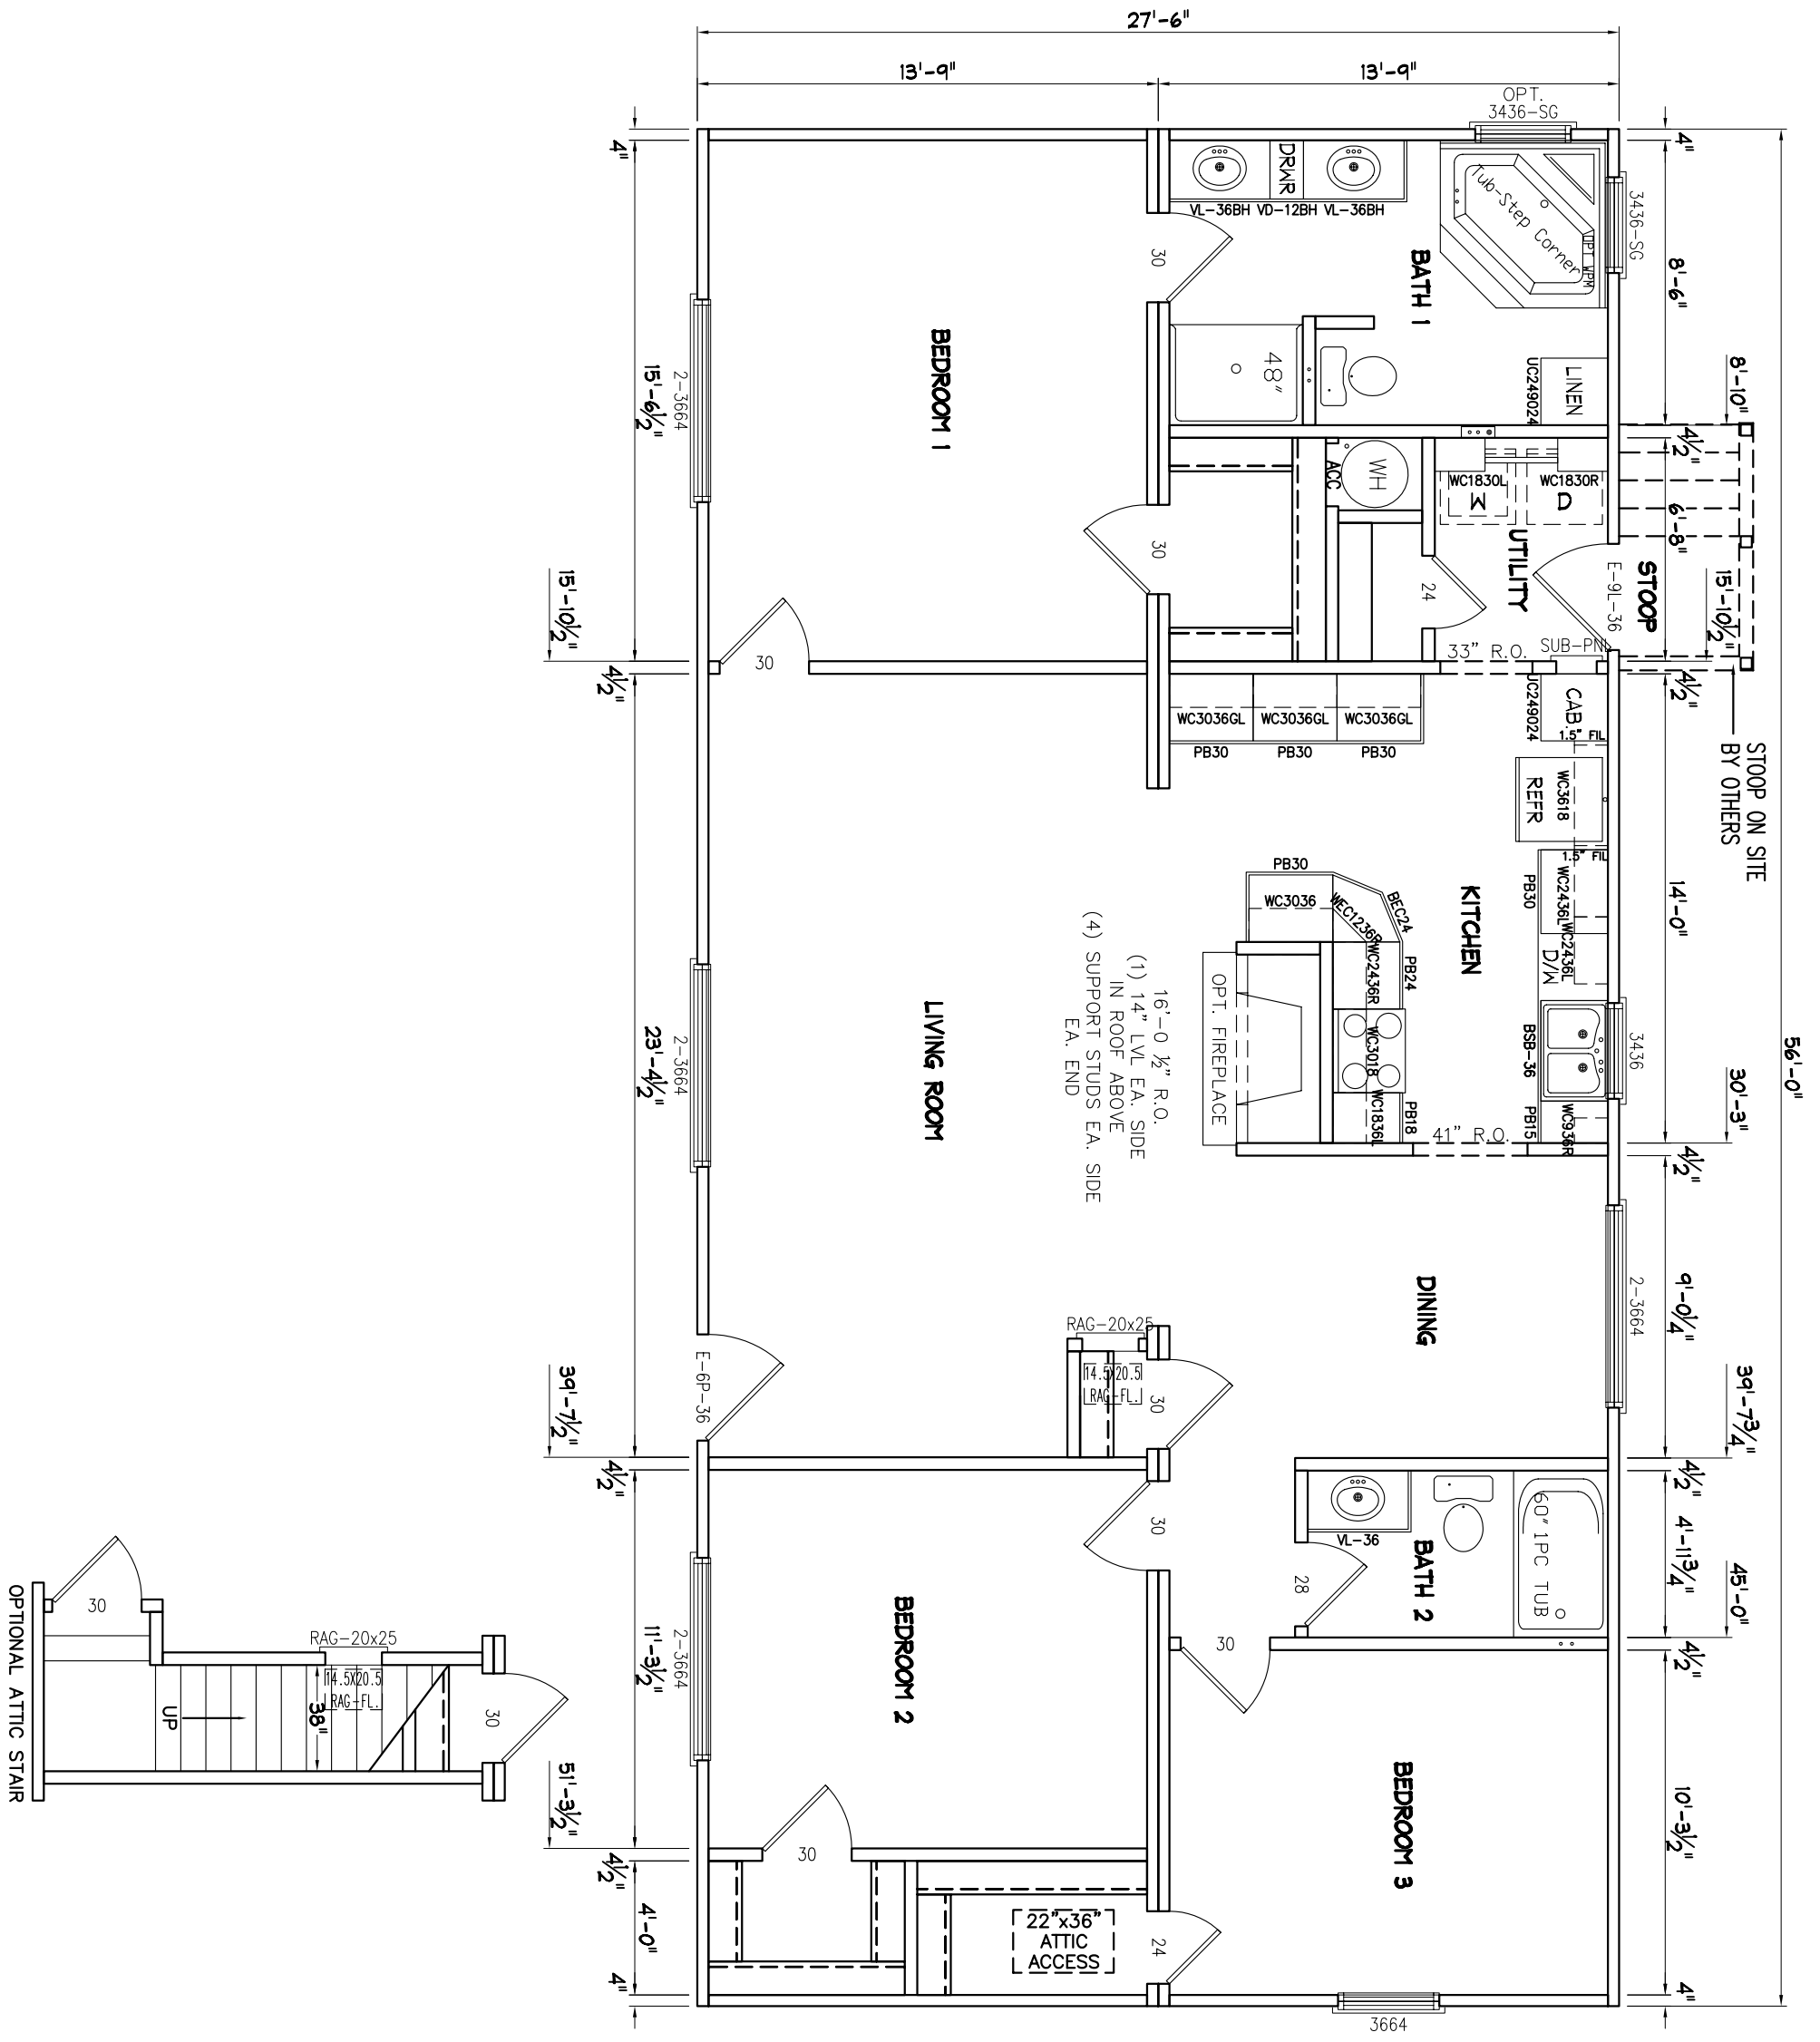 27'-6"
13'-9"
13'-9"
56'-0"
OPT.
3436-SG
3436-SG
4"
8'-6"
8'-10"
4½"
6'-8"
15'-10½"
4½"
14'-0"
30'-3"
4½"
9'-0¼"
39'-7¾"
4½"
4'-11¾"
45'-0"
4½"
10'-3½"
4"
STOOP ON SITE
BY OTHERS
STOOP
E-9L-36
DRWR
VL-36BH
VD-12BH
VL-36BH
Tub-Step Corner
OPT WPM
BATH 1
30
48"
LINEN
UC249024
WH
ACC
WC1830L
WC1830R
W
D
UTILITY
24
30
33" R.O.
SUB-PNL
BEDROOM 1
30
WC3036GL
WC3036GL
WC3036GL
PB30
PB30
PB30
CAB.
UC249024
1.5" FIL
WC3618
REFR
1.5" FIL
PB30
WC2436L
WC2436L
D/W
BSB-36
3436
PB15
WC936R
KITCHEN
PB30
WC3036
BEC24
WEC1236R
WC2436R
PB24
WC3018
WC1836L
PB18
OPT. FIREPLACE
41" R.O.
16'-0 ½" R.O.
(1) 14" LVL EA. SIDE
IN ROOF ABOVE
(4) SUPPORT STUDS EA. SIDE
EA. END
LIVING ROOM
DINING
2-3664
RAG-20x25
14.5X20.5
RAG-FL.
30
E-6P-36
30
VL-36
BATH 2
60" 1PC TUB
28
30
BEDROOM 2
BEDROOM 3
30
22"x36"
ATTIC
ACCESS
24
3664
2-3664
2-3664
2-3664
4"
15'-6½"
15'-10½"
4½"
23'-4½"
39'-7½"
4½"
11'-3½"
51'-3½"
4½"
4'-0"
4"
30
RAG-20x25
14.5X20.5
RAG-FL.
UP
38"
30
OPTIONAL ATTIC STAIR